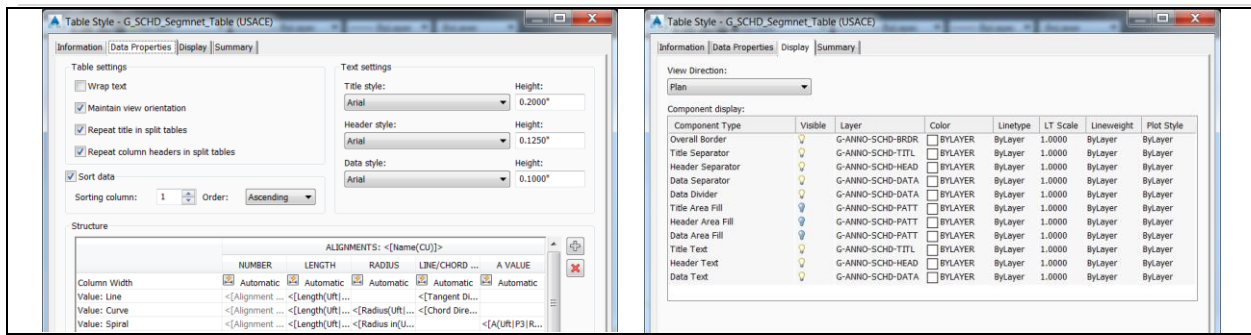 Table Style - G_SCHD_Segmnet_Table (USACE)
Information Data Properties Display Summary
Table settings
Wrap text
Maintain view orientation
Repeat title in split tables
Repeat column headers in split tables
Sort data
Sorting column: 1 Order: Ascending
Text settings
Title style: Height:
Arial 0.2000"
Header style: Height:
Arial 0.1250"
Data style: Height:
Arial 0.1000"
Structure
ALIGNMENTS: <[Name(CU)]>
NUMBER LENGTH RADIUS LINE/CHORD ... A VALUE
Column Width Automatic Automatic Automatic Automatic Automatic
Value: Line <[Alignment ... <[Length(Uft|... <[Tangent Di...
Value: Curve <[Alignment ... <[Length(Uft|... <[Radius(Uft|... <[Chord Dire...
Value: Spiral <[Alignment ... <[Length(Uft|... <[Radius in(U... <[A(Uft|P3|R...
Table Style - G_SCHD_Segmnet_Table (USACE)
Information Data Properties Display Summary
View Direction:
Plan
Component display:
Component Type Visible Layer Color Linetype LT Scale Lineweight Plot Style
Overall Border G-ANNO-SCHD-BRDR BYLAYER ByLayer 1.0000 ByLayer ByLayer
Title Separator G-ANNO-SCHD-TITL BYLAYER ByLayer 1.0000 ByLayer ByLayer
Header Separator G-ANNO-SCHD-HEAD BYLAYER ByLayer 1.0000 ByLayer ByLayer
Data Separator G-ANNO-SCHD-DATA BYLAYER ByLayer 1.0000 ByLayer ByLayer
Data Divider G-ANNO-SCHD-DATA BYLAYER ByLayer 1.0000 ByLayer ByLayer
Title Area Fill G-ANNO-SCHD-PATT BYLAYER ByLayer 1.0000 ByLayer ByLayer
Header Area Fill G-ANNO-SCHD-PATT BYLAYER ByLayer 1.0000 ByLayer ByLayer
Data Area Fill G-ANNO-SCHD-PATT BYLAYER ByLayer 1.0000 ByLayer ByLayer
Title Text G-ANNO-SCHD-TITL BYLAYER ByLayer 1.0000 ByLayer ByLayer
Header Text G-ANNO-SCHD-HEAD BYLAYER ByLayer 1.0000 ByLayer ByLayer
Data Text G-ANNO-SCHD-DATA BYLAYER ByLayer 1.0000 ByLayer ByLayer